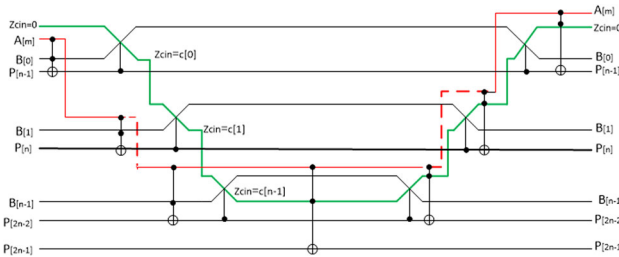 Zcin=0
A[m]
B[0]
P[n-1]
Zcin=c[0]
B[1]
P[n]
Zcin=c[1]
B[n-1]
P[2n-2]
Zcin=c[n-1]
P[2n-1]
A[m]
Zcin=0
B[0]
P[n-1]
B[1]
P[n]
B[n-1]
P[2n-2]
P[2n-1]